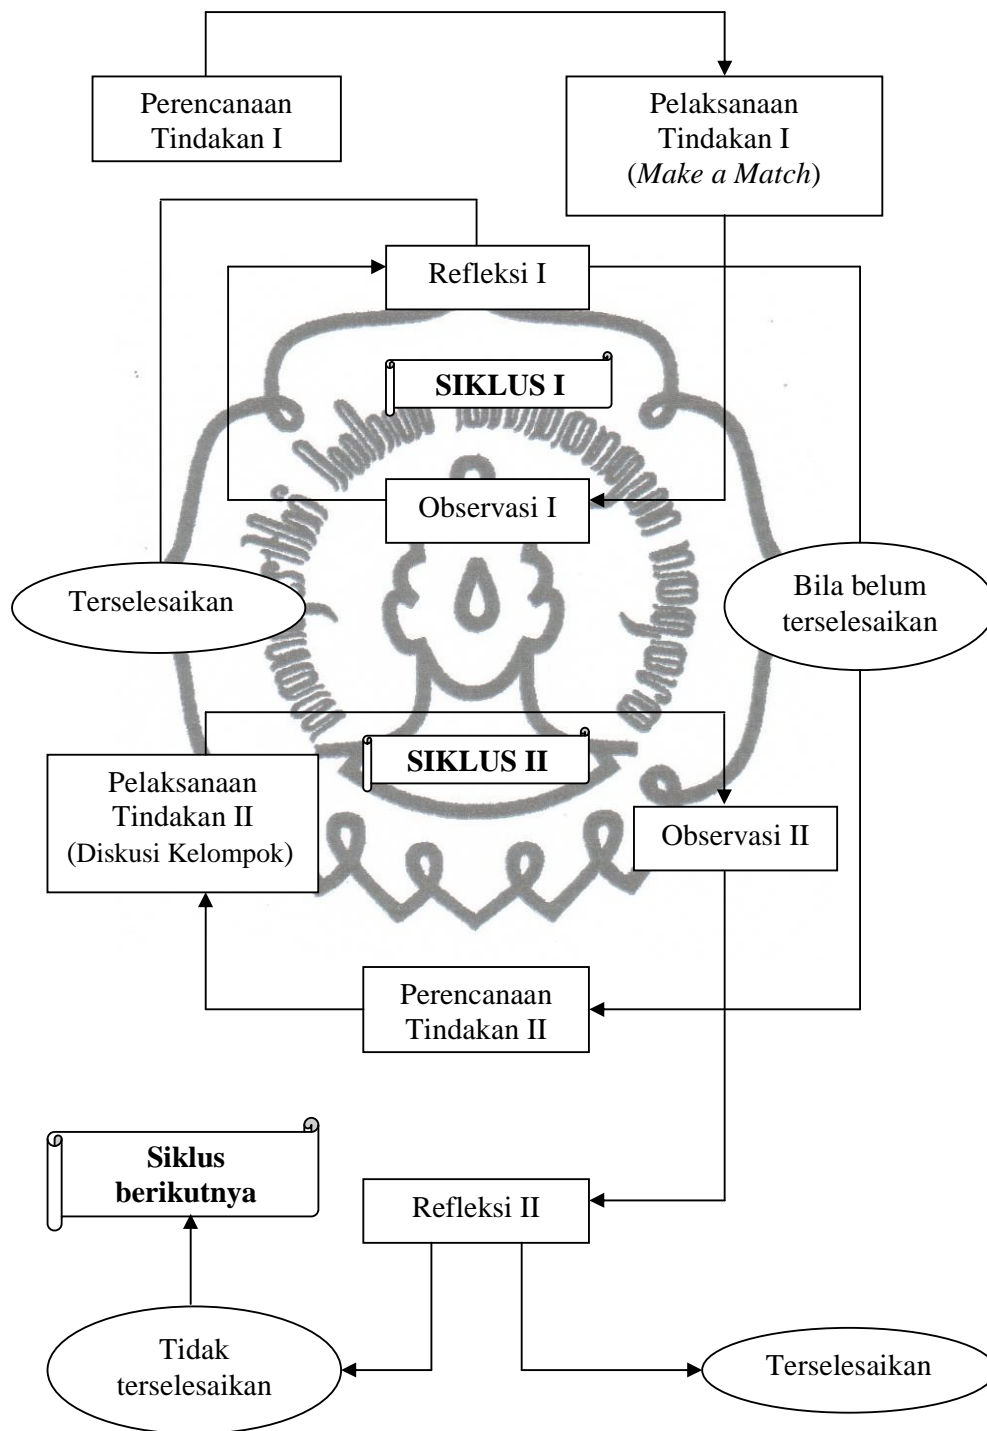 Perencanaan
Tindakan I
Pelaksanaan
Tindakan I
(Make a Match)
Refleksi I
SIKLUS I
Observasi I
Terselesaikan
Bila belum
terselesaikan
SIKLUS II
Pelaksanaan
Tindakan II
(Diskusi Kelompok)
Observasi II
Perencanaan
Tindakan II
Siklus
berikutnya
Refleksi II
Tidak
terselesaikan
Terselesaikan